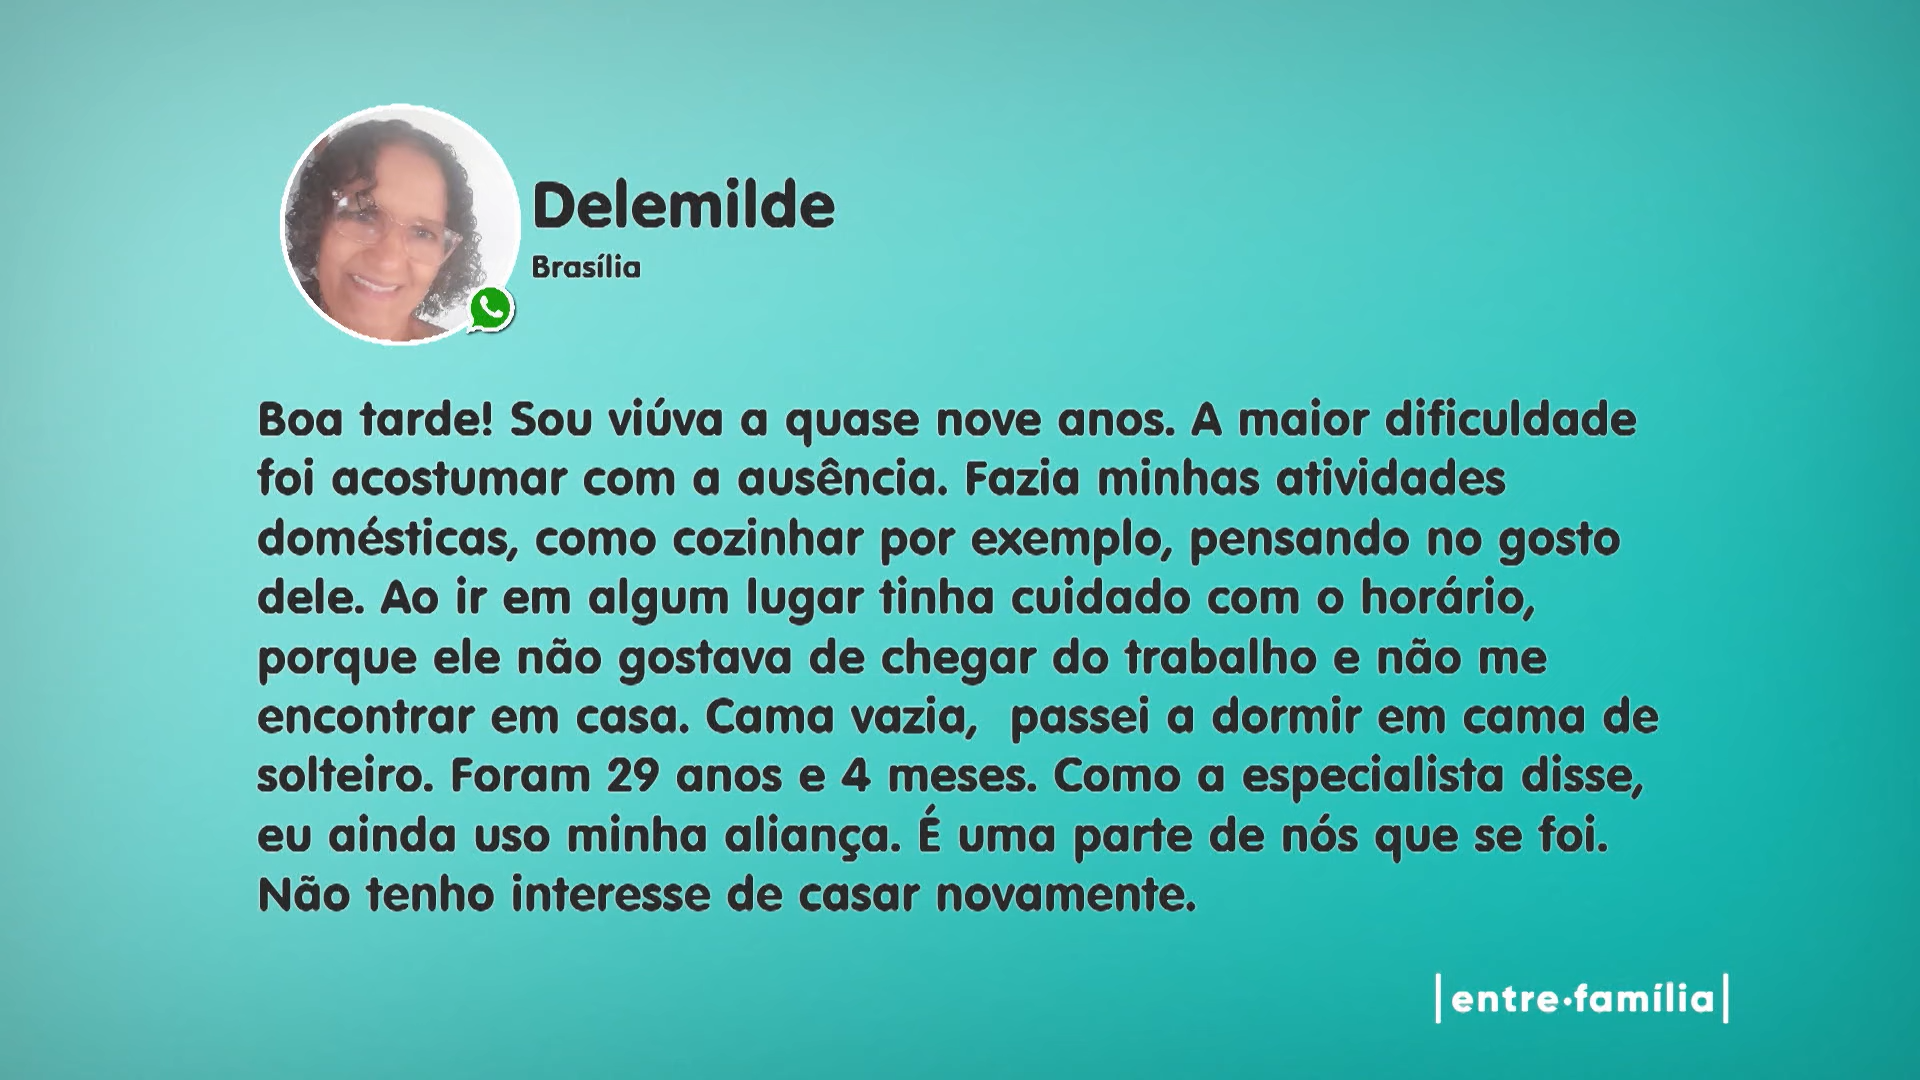 Delemilde
Brasília
Boa tarde! Sou viúva a quase nove anos. A maior dificuldade
foi acostumar com a ausência. Fazia minhas atividades
domésticas, como cozinhar por exemplo, pensando no gosto
dele. Ao ir em algum lugar tinha cuidado com o horário,
porque ele não gostava de chegar do trabalho e não me
encontrar em casa. Cama vazia,  passei a dormir em cama de
solteiro. Foram 29 anos e 4 meses. Como a especialista disse,
eu ainda uso minha aliança. É uma parte de nós que se foi.
Não tenho interesse de casar novamente.
|entre·família|